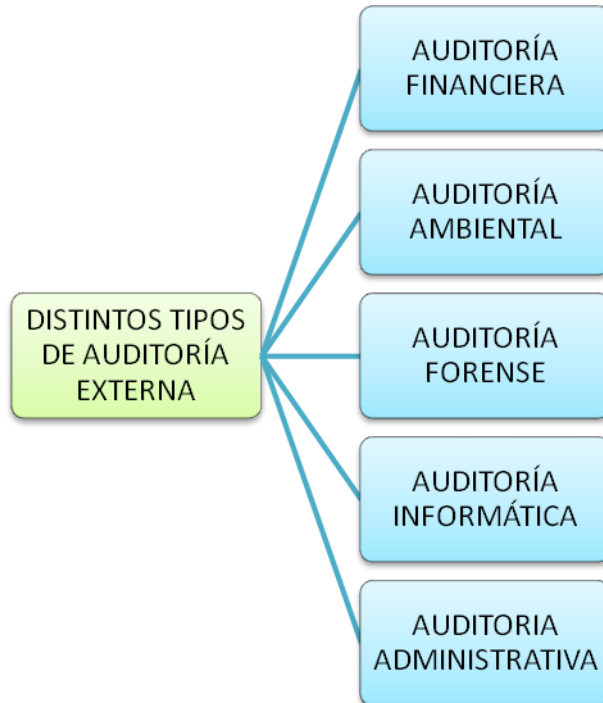 DISTINTOS TIPOS
DE AUDITORÍA
EXTERNA
AUDITORÍA
FINANCIERA
AUDITORÍA
AMBIENTAL
AUDITORÍA
FORENSE
AUDITORÍA
INFORMÁTICA
AUDITORIA
ADMINISTRATIVA